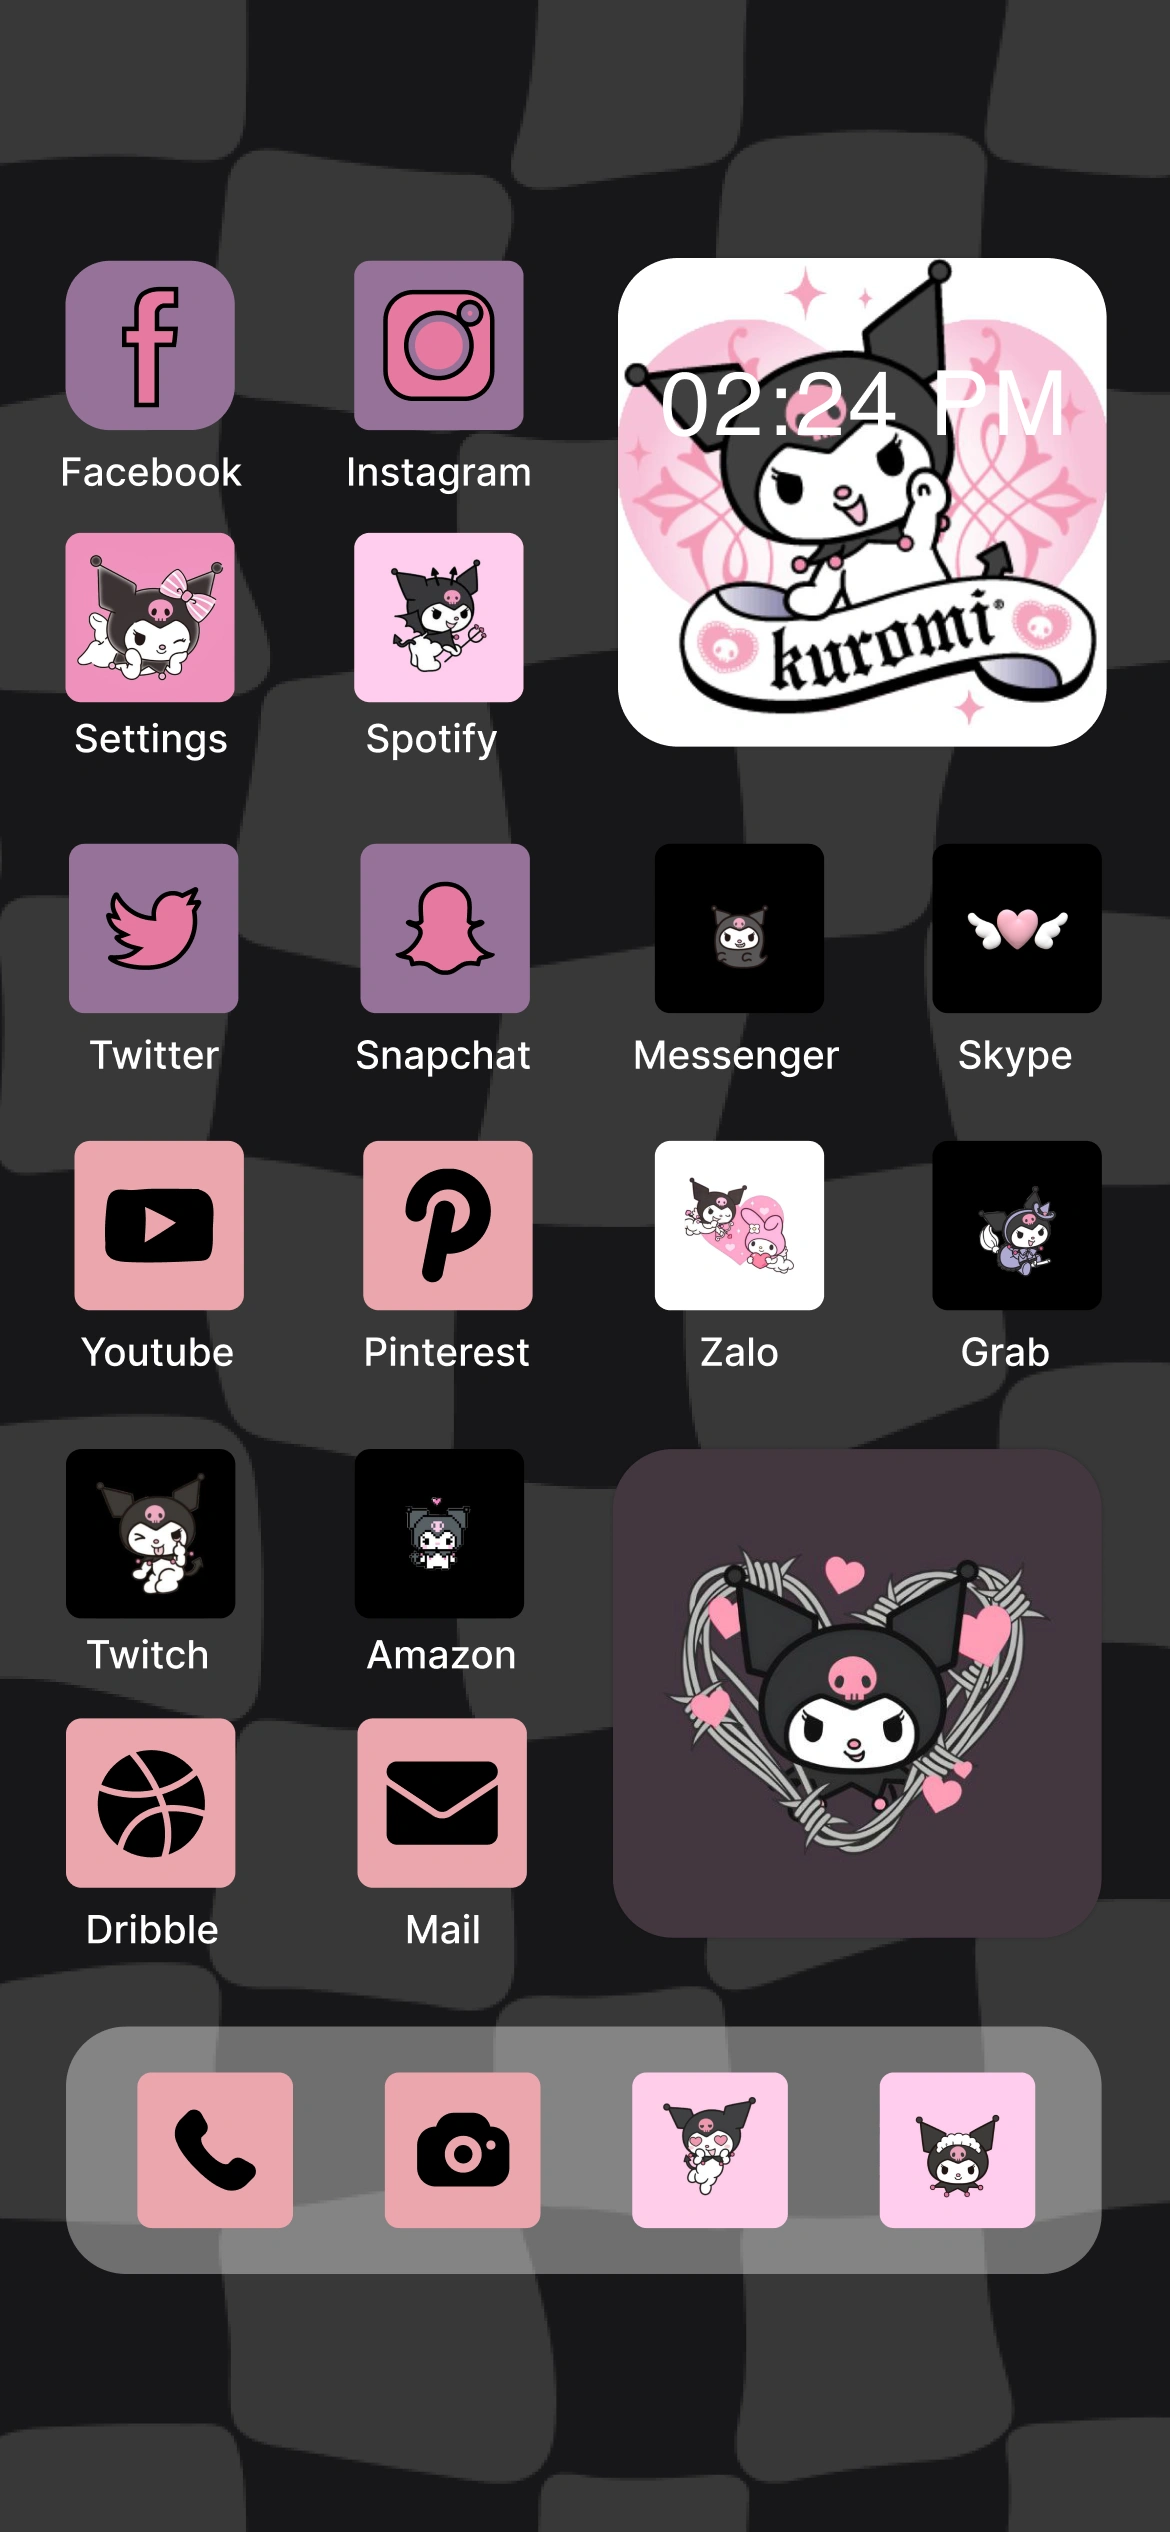 02:24 PM
kuromi®
Facebook
Instagram
Settings
Spotify
Twitter
Snapchat
Messenger
Skype
Youtube
Pinterest
Zalo
Grab
Twitch
Amazon
Dribble
Mail